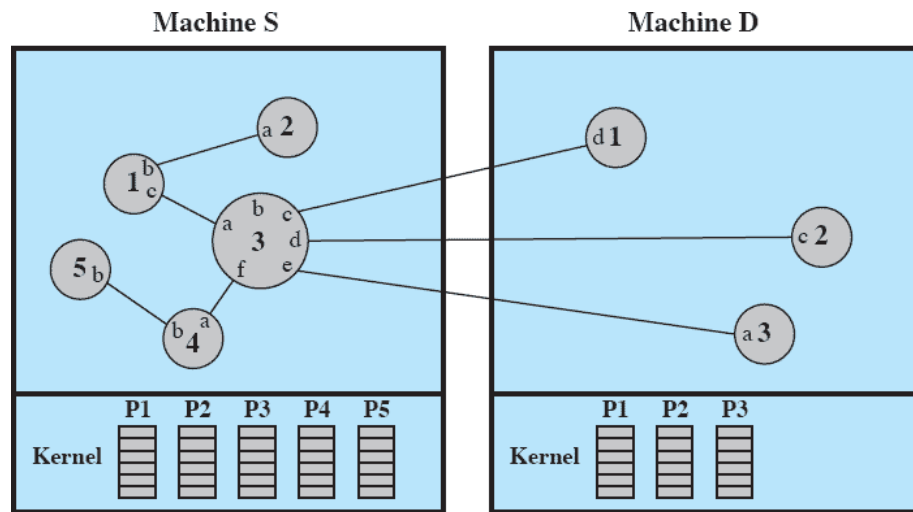 Machine S
Machine D
a 2
d 1
1 b c
a b c d e f 3
c 2
5 b
b a 4
a 3
P1 P2 P3 P4 P5
Kernel
P1 P2 P3
Kernel